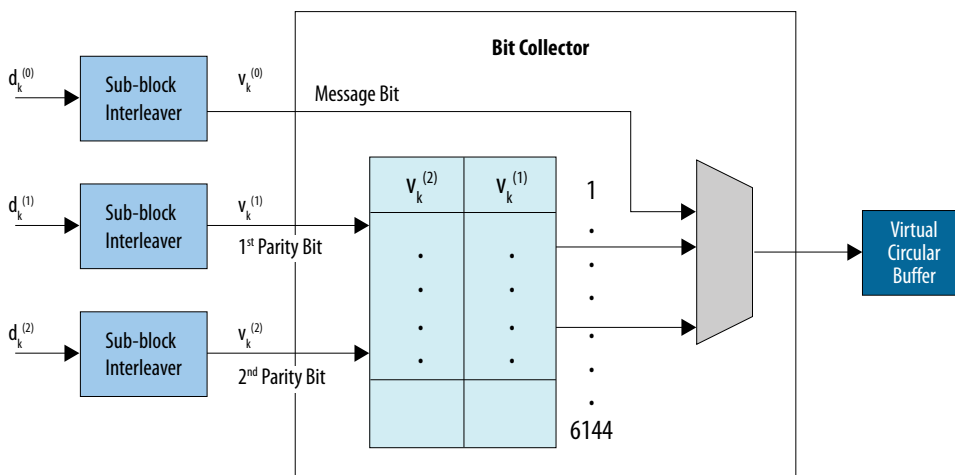 Bit Collector
d_k^(0)
Sub-block
Interleaver
v_k^(0)
Message Bit
d_k^(1)
Sub-block
Interleaver
v_k^(1)
1st Parity Bit
d_k^(2)
Sub-block
Interleaver
v_k^(2)
2nd Parity Bit
v_k^(2)
v_k^(1)
1
6144
Virtual
Circular
Buffer